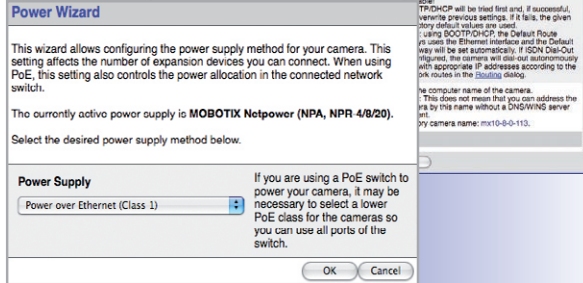 Power Wizard
This wizard allows configuring the power supply method for your camera. This
setting affects the number of expansion devices you can connect. When using
PoE, this setting also controls the power allocation in the connected network
switch.
The currently active power supply is MOBOTIX Netpower (NPA, NPR-4/8/20).
Select the desired power supply method below.
Power Supply
Power over Ethernet (Class 1)
If you are using a PoE switch to
power your camera, it may be
necessary to select a lower
PoE class for the cameras so
you can use all ports of the
switch.
OK
Cancel
TP/DHCP will be tried first and, if successful,
verwrite previous settings. If it fails, the given
tory default values are used.
: using BOOTP/DHCP, the Default Route
ys uses the Ethernet interface and the Default
way will be set automatically. If ISDN Dial-Out
nfigured, the camera will dial-out autonomously
with appropriate IP addresses according to the
ork routes in the Routing dialog.
he computer name of the camera.
: This does not mean that you can address the
ra by this name without a DNS/WINS server
ent.
ory camera name: mx10-8-0-113.